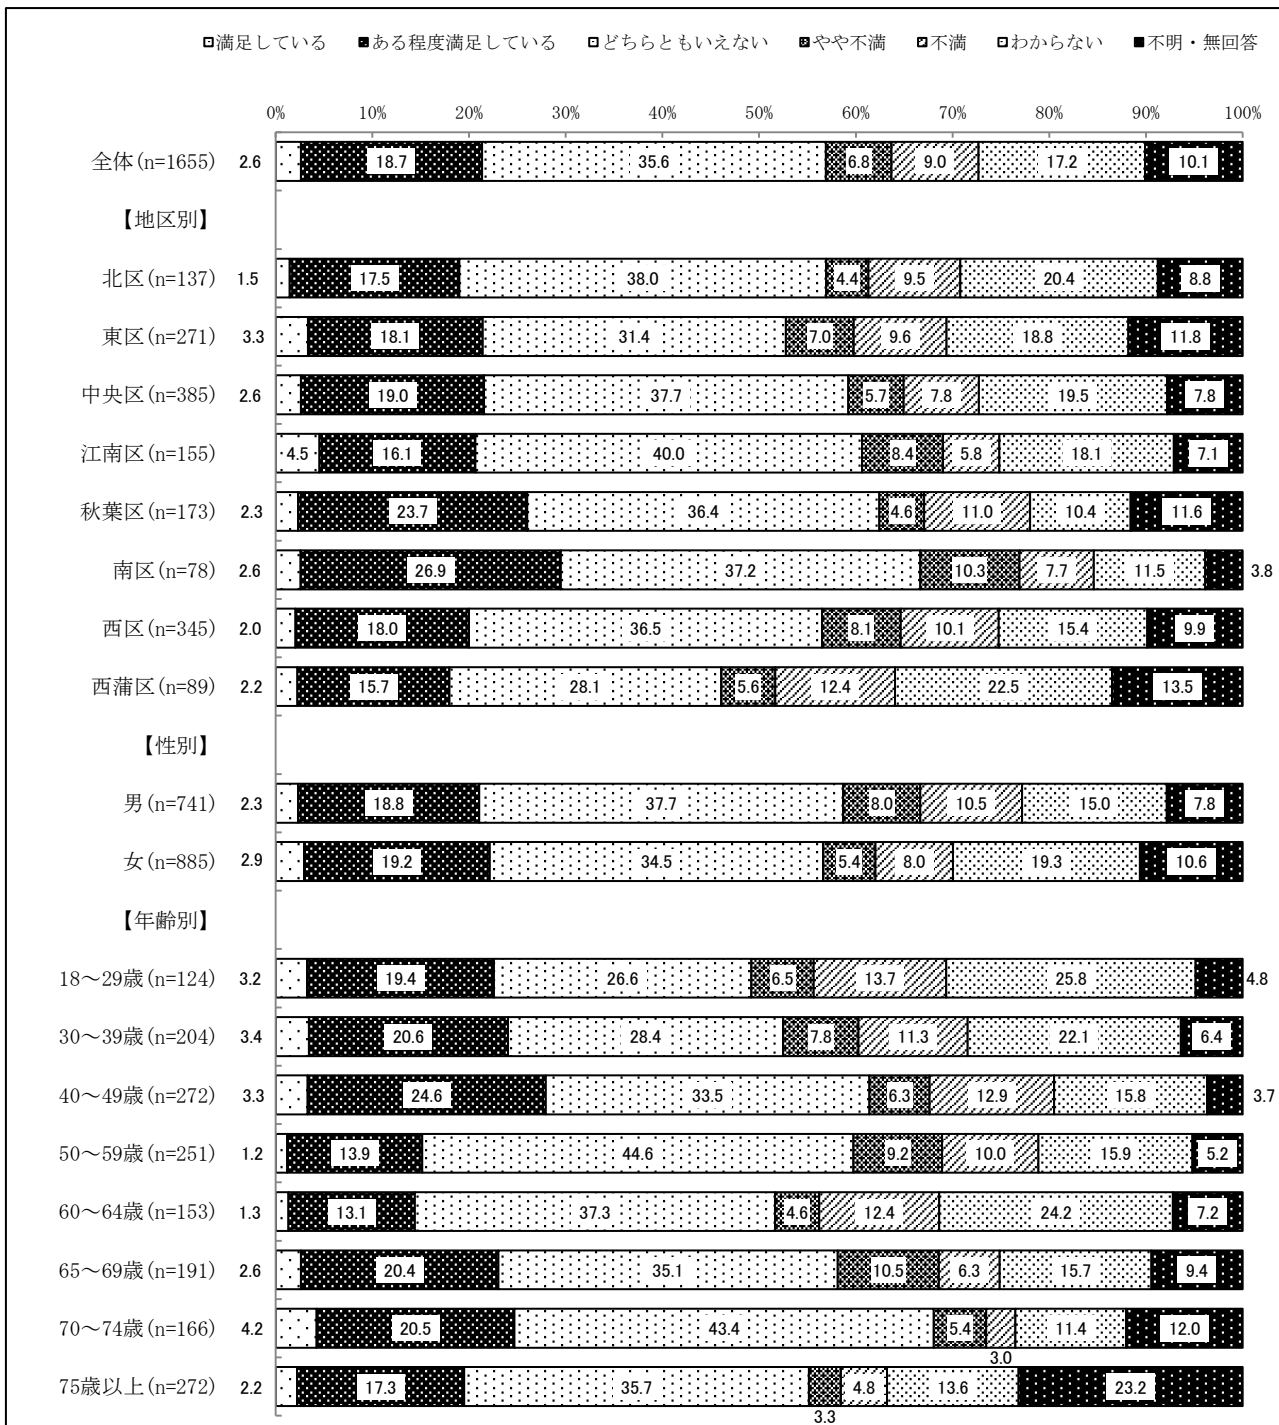 満足している ある程度満足している どちらともいえない やや不満 不満 わからない 不明・無回答
0% 10% 20% 30% 40% 50% 60% 70% 80% 90% 100%
全体(n=1655) 2.6 18.7 35.6 6.8 9.0 17.2 10.1
【地区別】
北区(n=137) 1.5 17.5 38.0 4.4 9.5 20.4 8.8
東区(n=271) 3.3 18.1 31.4 7.0 9.6 18.8 11.8
中央区(n=385) 2.6 19.0 37.7 5.7 7.8 19.5 7.8
江南区(n=155) 4.5 16.1 40.0 8.4 5.8 18.1 7.1
秋葉区(n=173) 2.3 23.7 36.4 4.6 11.0 10.4 11.6
南区(n=78) 2.6 26.9 37.2 10.3 7.7 11.5 3.8
西区(n=345) 2.0 18.0 36.5 8.1 10.1 15.4 9.9
西蒲区(n=89) 2.2 15.7 28.1 5.6 12.4 22.5 13.5
【性別】
男(n=741) 2.3 18.8 37.7 8.0 10.5 15.0 7.8
女(n=885) 2.9 19.2 34.5 5.4 8.0 19.3 10.6
【年齢別】
18～29歳(n=124) 3.2 19.4 26.6 6.5 13.7 25.8 4.8
30～39歳(n=204) 3.4 20.6 28.4 7.8 11.3 22.1 6.4
40～49歳(n=272) 3.3 24.6 33.5 6.3 12.9 15.8 3.7
50～59歳(n=251) 1.2 13.9 44.6 9.2 10.0 15.9 5.2
60～64歳(n=153) 1.3 13.1 37.3 4.6 12.4 24.2 7.2
65～69歳(n=191) 2.6 20.4 35.1 10.5 6.3 15.7 9.4
70～74歳(n=166) 4.2 20.5 43.4 5.4 11.4 12.0
3.0
75歳以上(n=272) 2.2 17.3 35.7 4.8 13.6 23.2
3.3